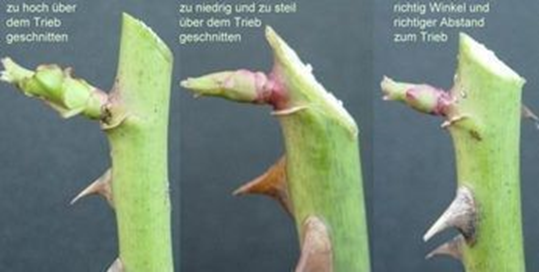 zu hoch über
dem Trieb
geschnitten
zu niedrig und zu steil
über dem Trieb
geschnitten
richtig Winkel und
richtiger Abstand
zum Trieb